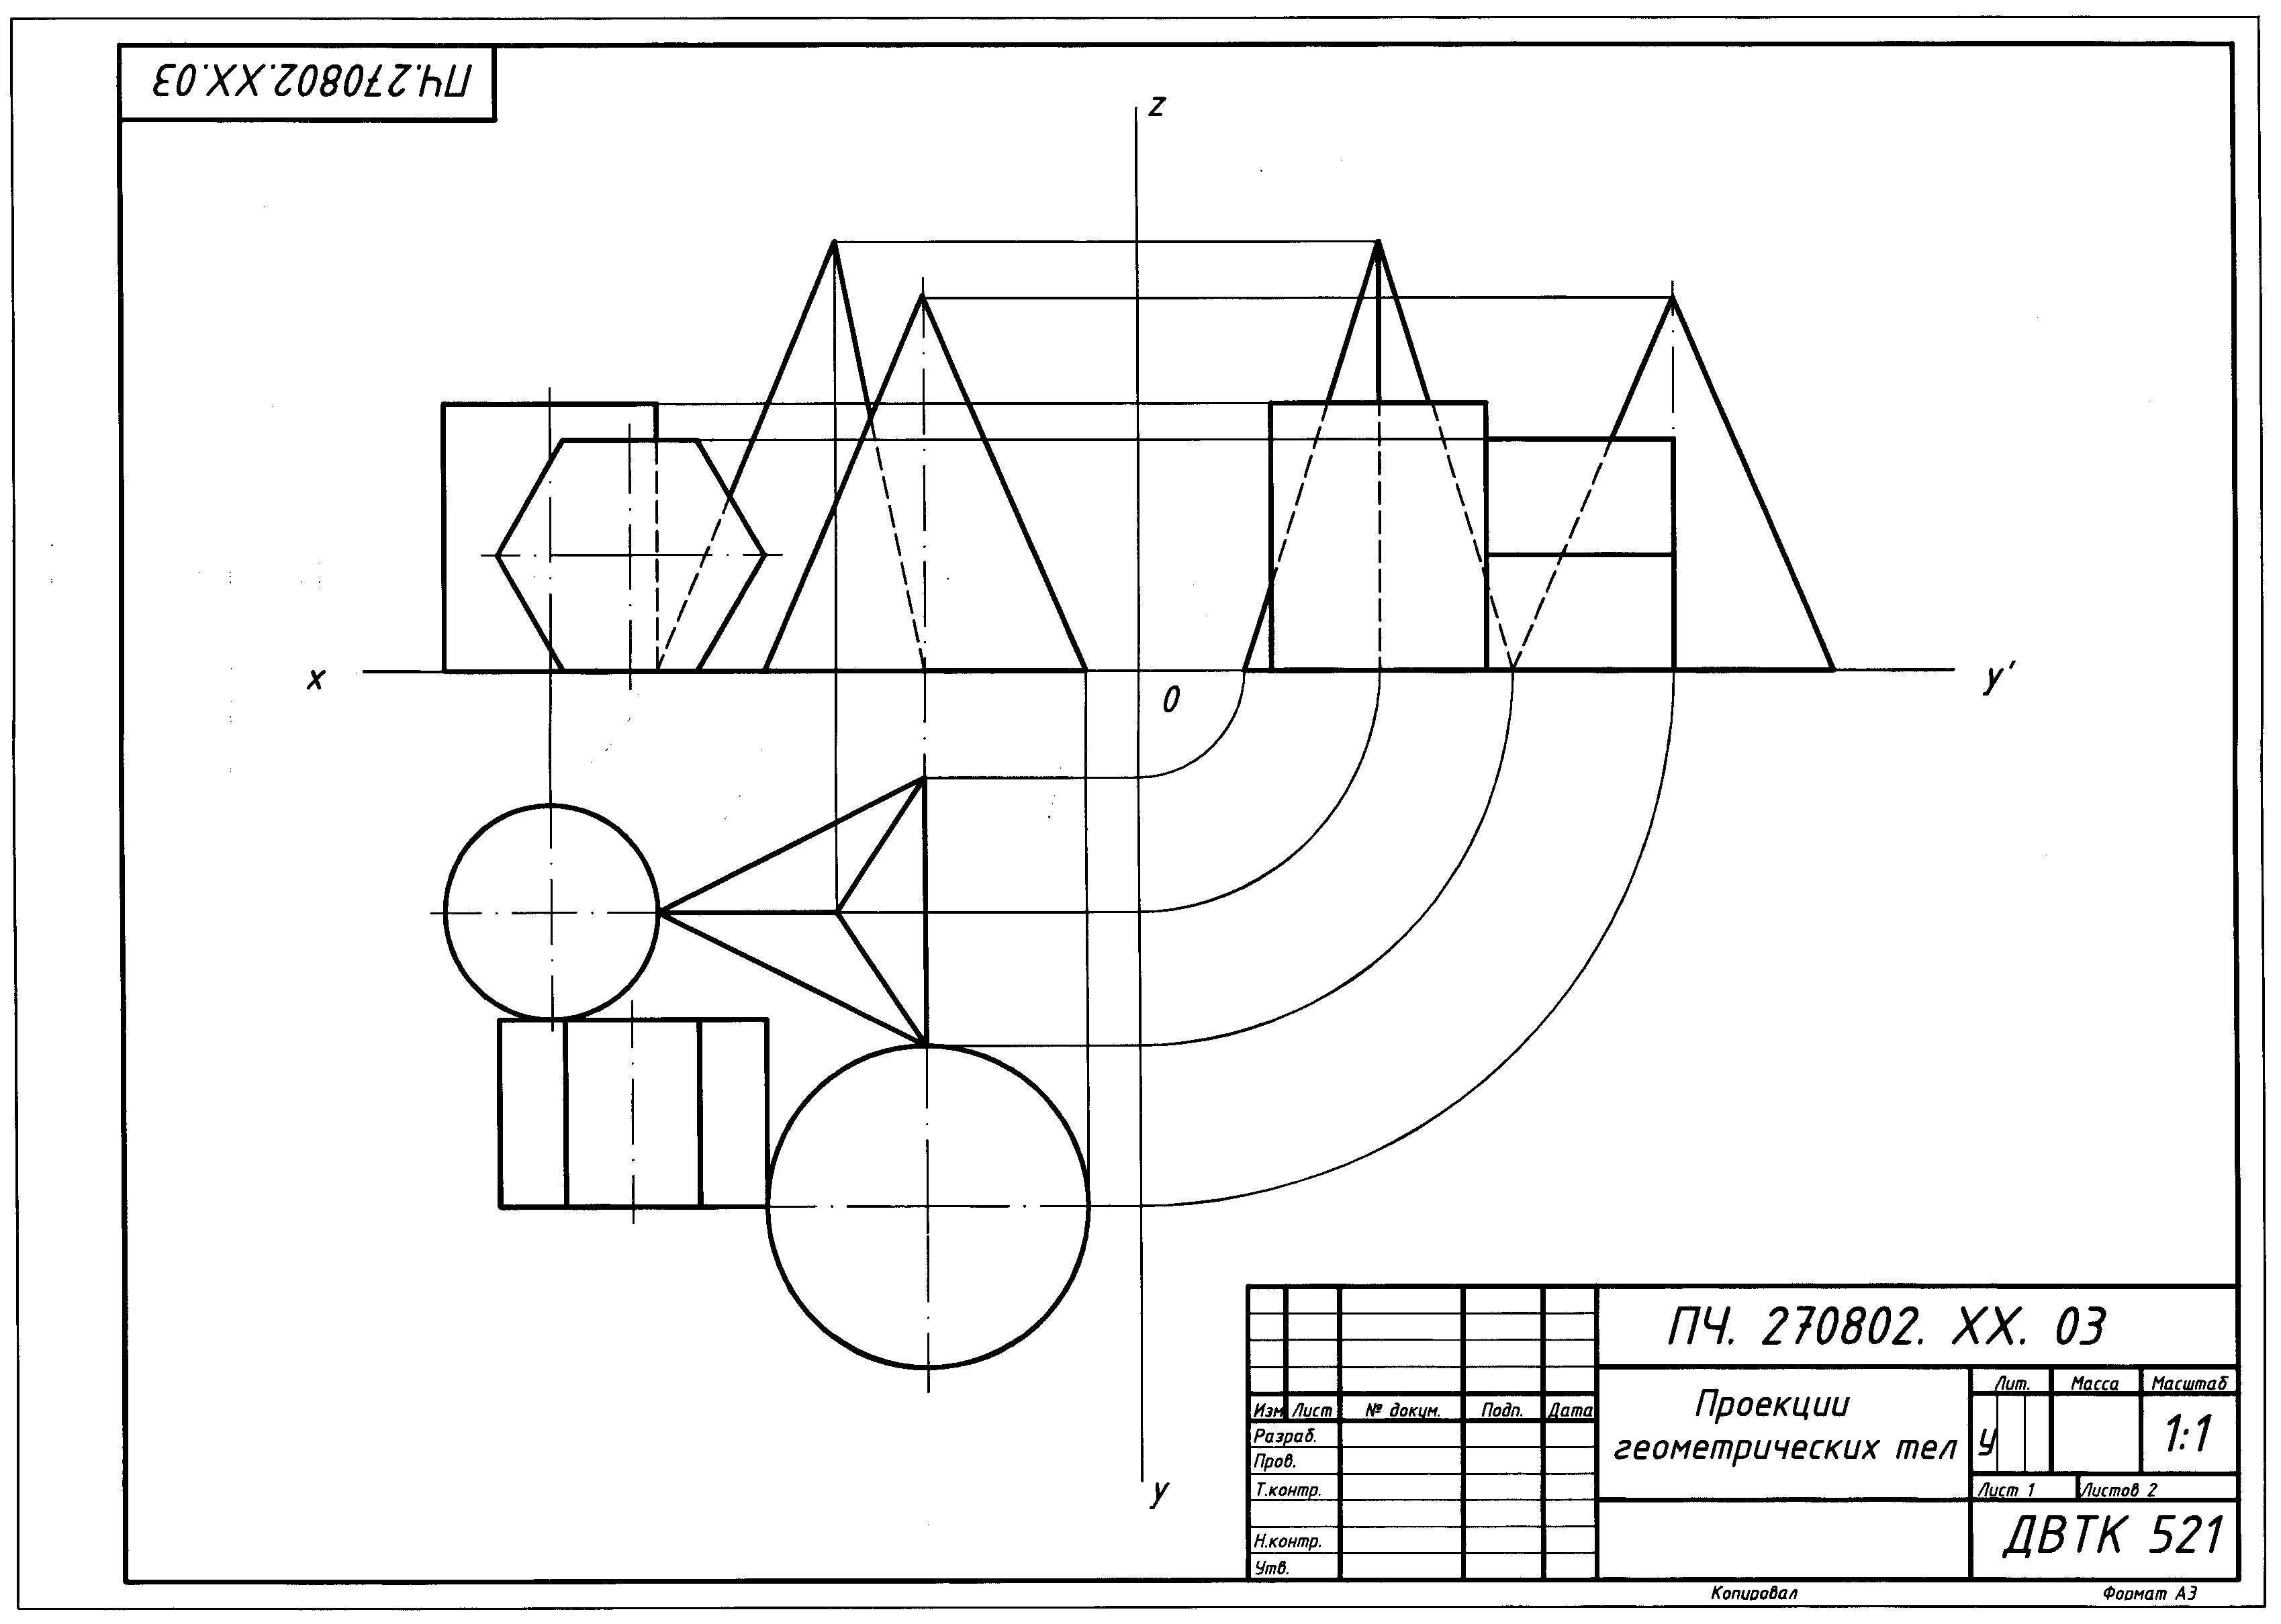 ПЧ.270802.XX.03
z
x
0
y'
y
ПЧ. 270802. XX. 03
Проекции
геометрических тел
Лит. Масса Масштаб
У 1:1
Лист 1 Листов 2
ДВТК 521
Изм Лист № докум. Подп. Дата
Разраб.
Пров.
Т.контр.
Н.контр.
Утв.
Копировал Формат А3